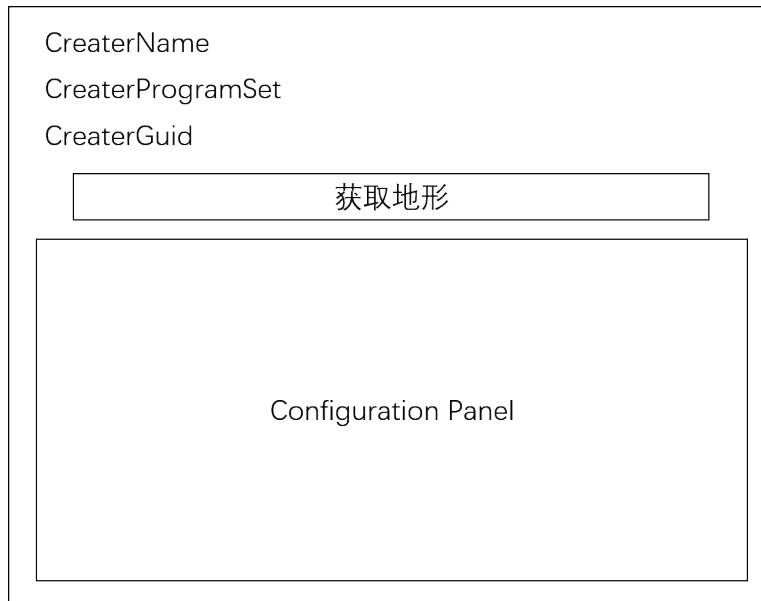 CreaterName
CreaterProgramSet
CreaterGuid
获取地形
Configuration Panel